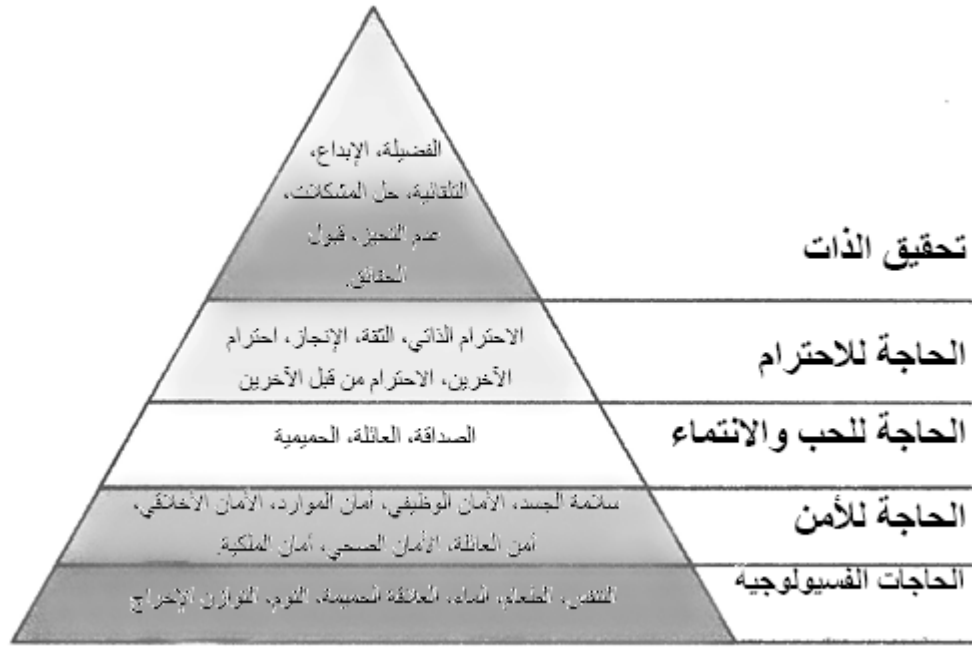 الفضيلة، الإبداع،
التلقائية، حل المشكلات،
عدم التحيز، قبول
الحقائق.
تحقيق الذات
الاحترام الذاتي، الثقة، الإنجاز، احترام
الآخرين، الاحترام من قبل الآخرين
الحاجة للاحترام
الصداقة، العائلة، الحميمية
الحاجة للحب والانتماء
سلامة الجسد، الأمان الوظيفي، أمان الموارد، الأمان الأخلاقي،
أمن العائلة، الأمان الصحي، أمان الملكية.
الحاجة للأمن
التنفس، الطعام، الماء، العلاقة الحميمة، النوم، التوازن الإخراج
الحاجات الفسيولوجية